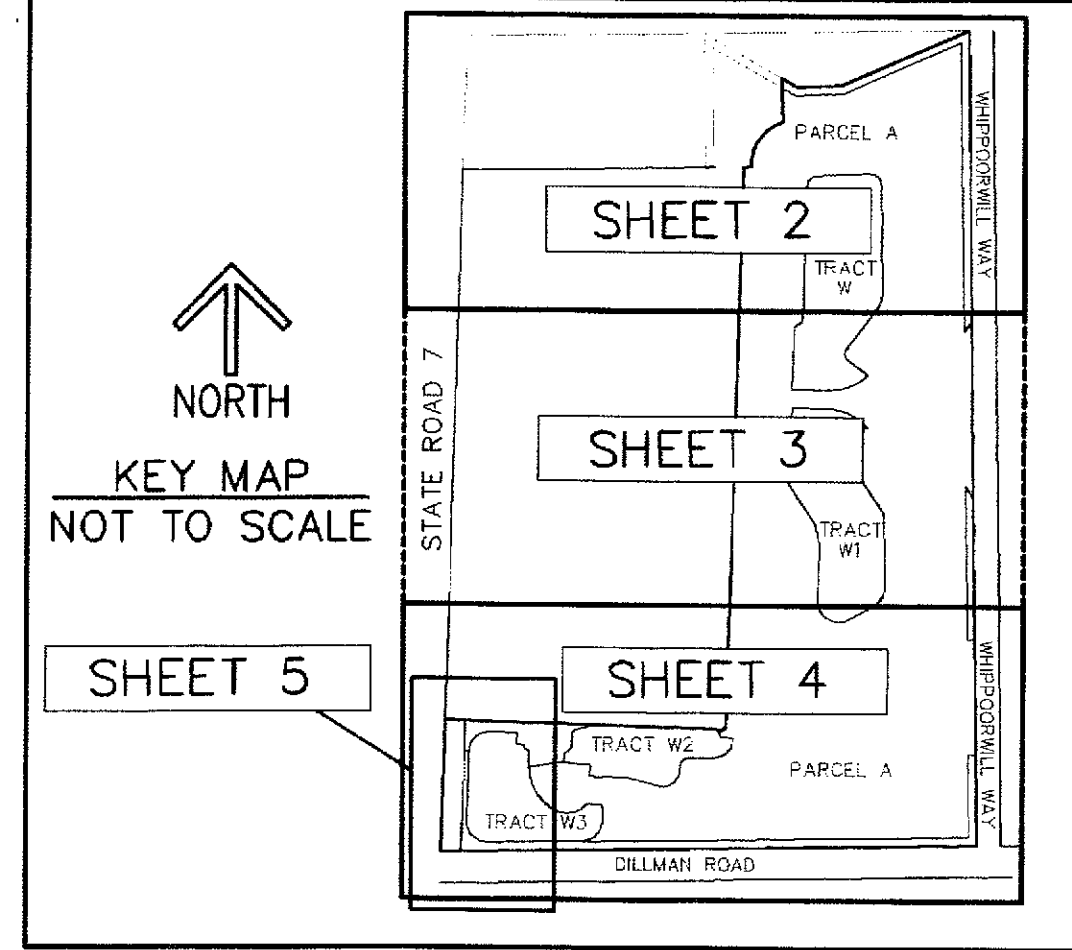 PARCEL A
WHIPPOORWILL WAY
SHEET 2
TRACT
W
NORTH
KEY MAP
NOT TO SCALE
STATE ROAD 7
SHEET 3
TRACT
W1
SHEET 5
SHEET 4
WHIPPOORWILL WAY
TRACT W2
PARCEL A
TRACT W3
DILLMAN ROAD